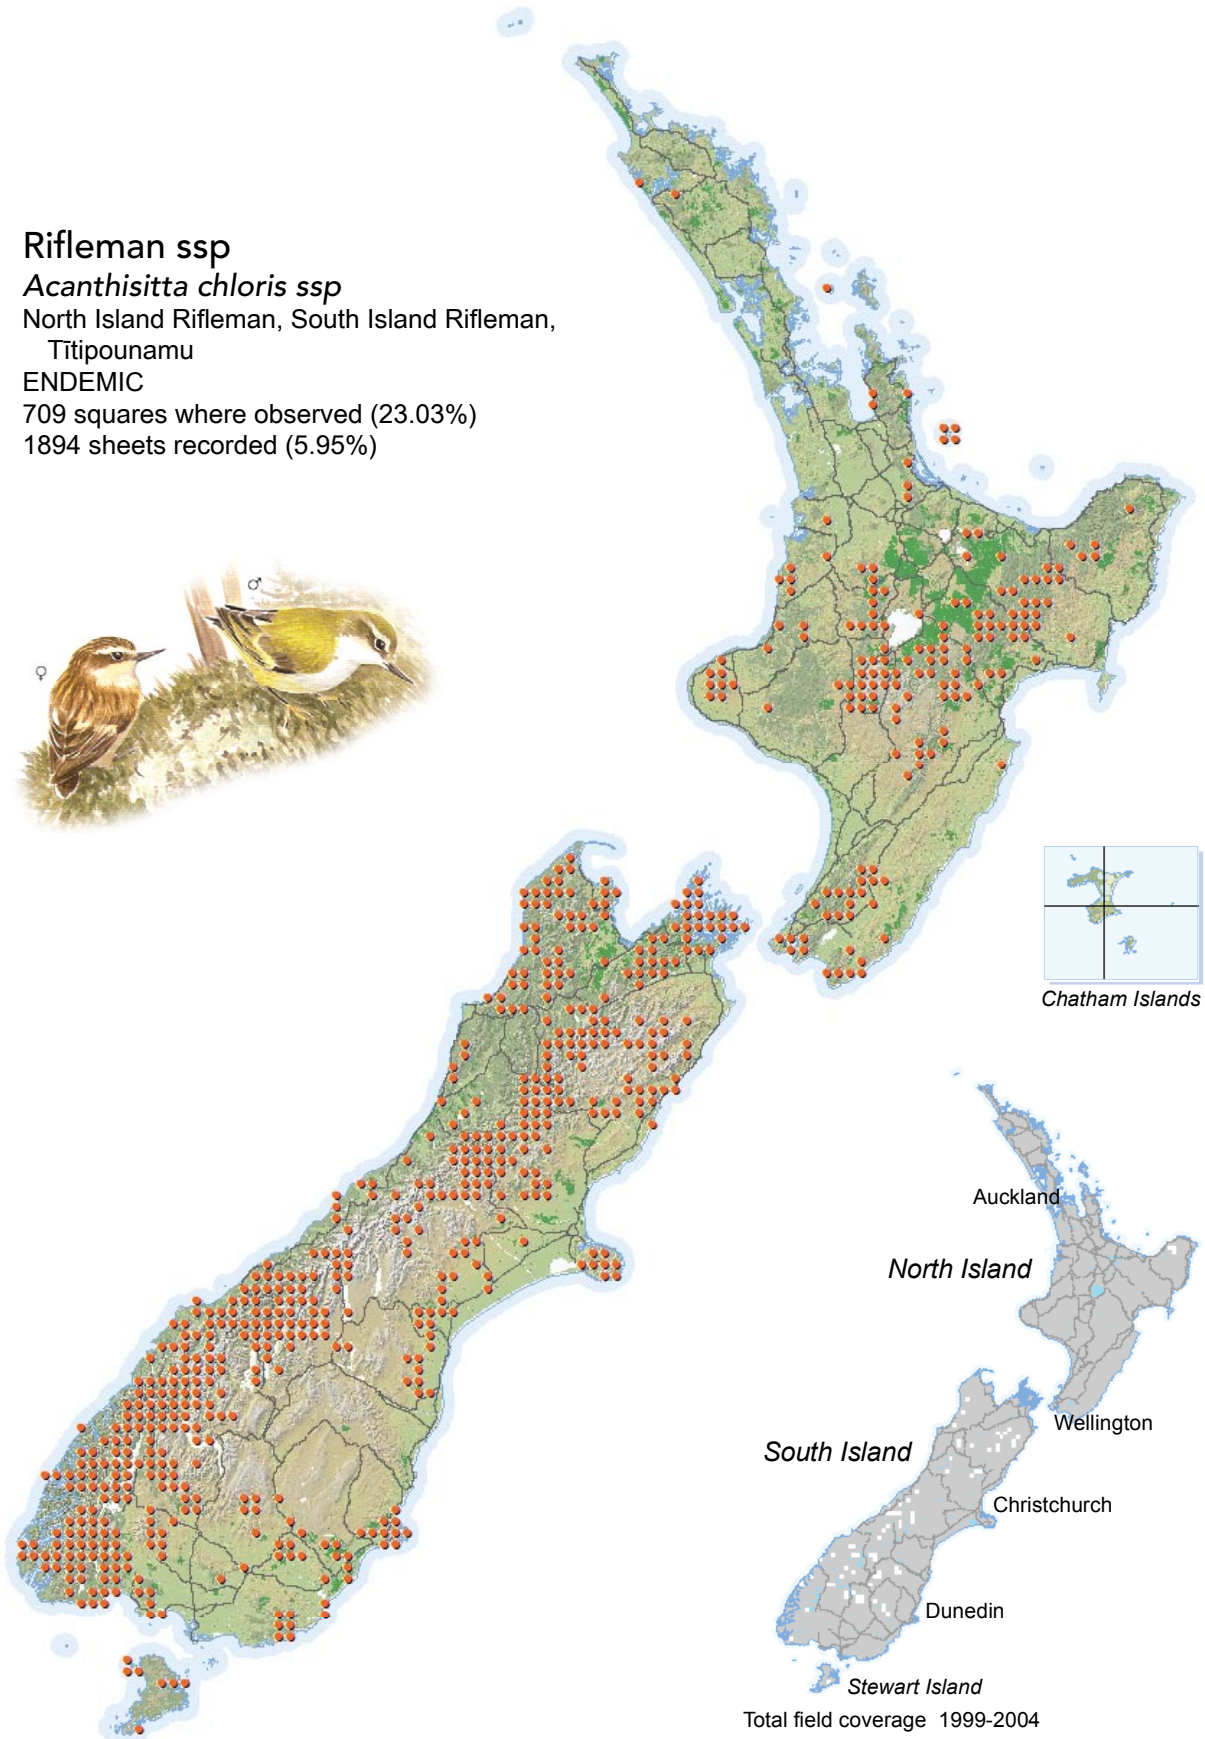 Rifleman ssp
Acanthisitta chloris ssp
North Island Rifleman, South Island Rifleman,
Tītipounamu
ENDEMIC
709 squares where observed (23.03%)
1894 sheets recorded (5.95%)
♂
♀
Chatham Islands
Auckland
North Island
Wellington
South Island
Christchurch
Dunedin
Stewart Island
Total field coverage 1999-2004